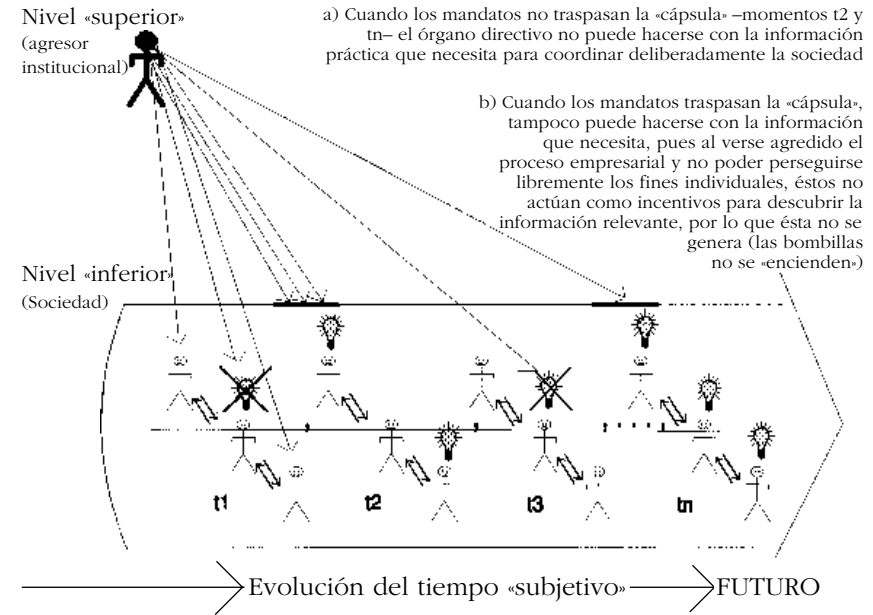 Nivel «superior»
(agresor
institucional)
a) Cuando los mandatos no traspasan la «cápsula» –momentos t2 y
tn– el órgano directivo no puede hacerse con la información
práctica que necesita para coordinar deliberadamente la sociedad
b) Cuando los mandatos traspasan la «cápsula»,
tampoco puede hacerse con la información
que necesita, pues al verse agredido el
proceso empresarial y no poder perseguirse
libremente los fines individuales, éstos no
actúan como incentivos para descubrir la
información relevante, por lo que ésta no se
genera (las bombillas
no se «encienden»)
Nivel «inferior»
(Sociedad)
t1 t2 t3 tn
Evolución del tiempo «subjetivo» FUTURO